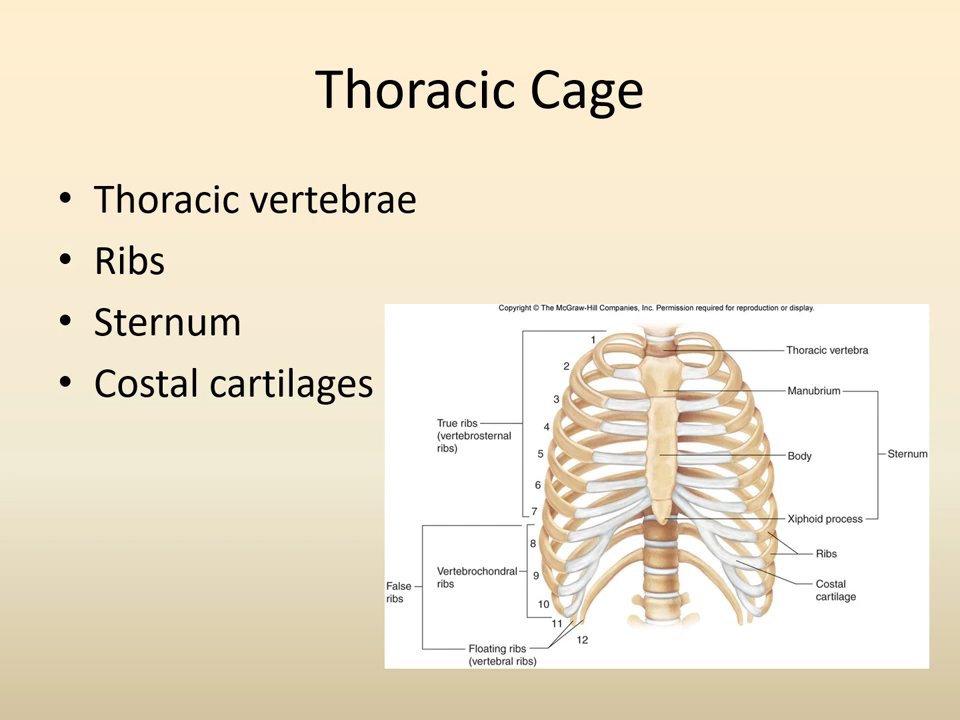 Thoracic Cage
• Thoracic vertebrae
• Ribs
• Sternum
• Costal cartilages
Copyright © The McGraw-Hill Companies, Inc. Permission required for reproduction or display.
1
2
3
4
5
6
7
8
9
10
11
12
True ribs
(vertebrosternal
ribs)
False
ribs
Vertebrochondral
ribs
Floating ribs
(vertebral ribs)
Thoracic vertebra
Manubrium
Body
Sternum
Xiphoid process
Ribs
Costal
cartilage